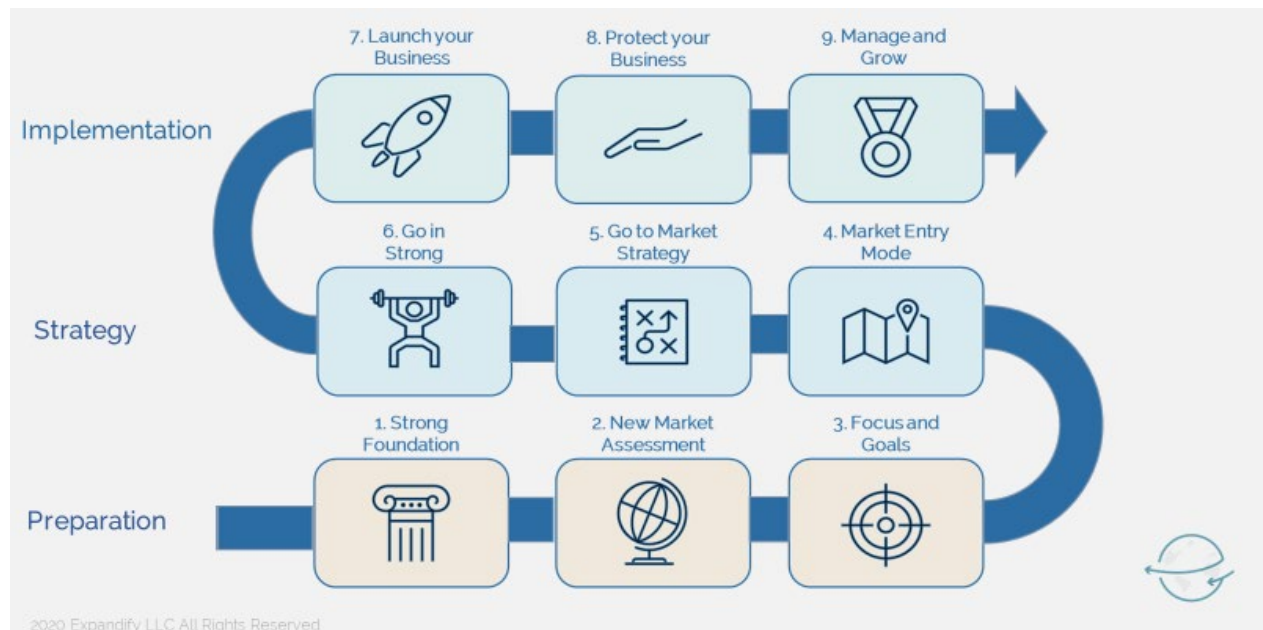 7. Launch your
Business
8. Protect your
Business
9. Manage and
Grow
Implementation
6. Go in
Strong
5. Go to Market
Strategy
4. Market Entry
Mode
Strategy
1. Strong
Foundation
2. New Market
Assessment
3. Focus and
Goals
Preparation
2020 Expandify LLC All Rights Reserved